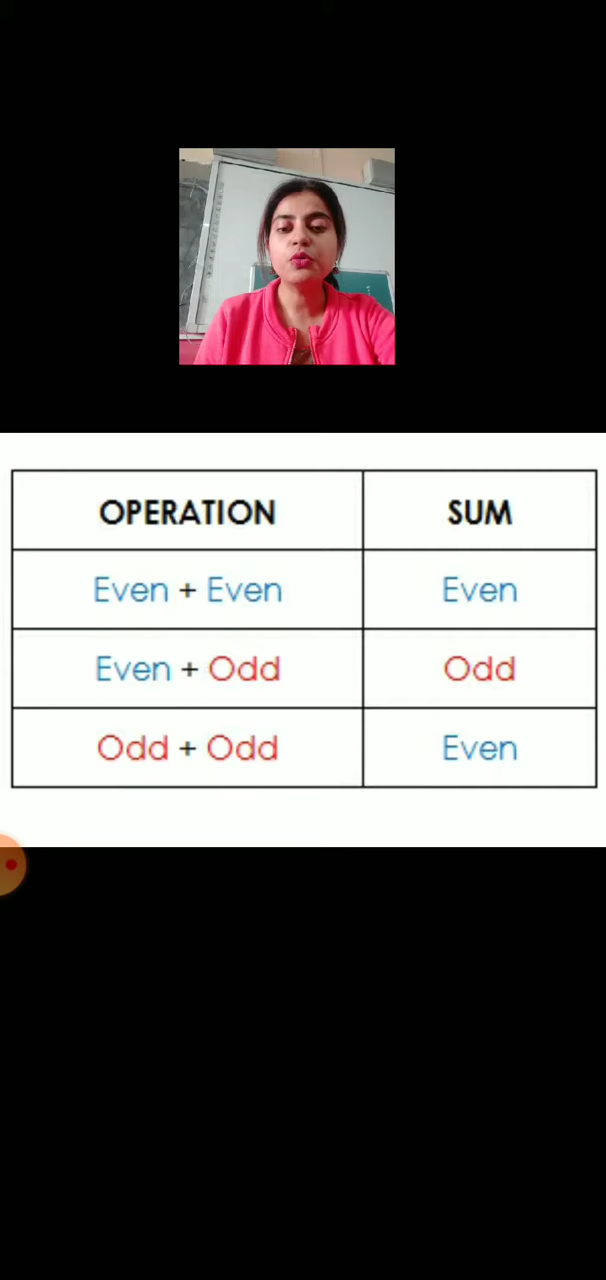 OPERATION SUM
Even + Even Even
Even + Odd Odd
Odd + Odd Even